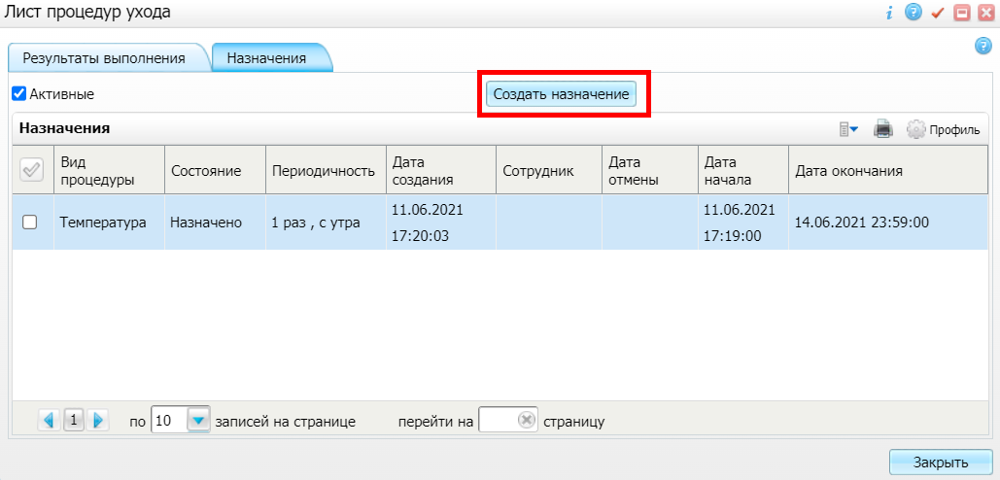 Лист процедур ухода
Результаты выполнения
Назначения
Активные
Создать назначение
Назначения
Профиль
Вид процедуры
Состояние
Периодичность
Дата создания
Сотрудник
Дата отмены
Дата начала
Дата окончания
Температура
Назначено
1 раз , с утра
11.06.2021
17:20:03
11.06.2021
17:19:00
14.06.2021 23:59:00
1
по 10 записей на странице
перейти на страницу
Закрыть